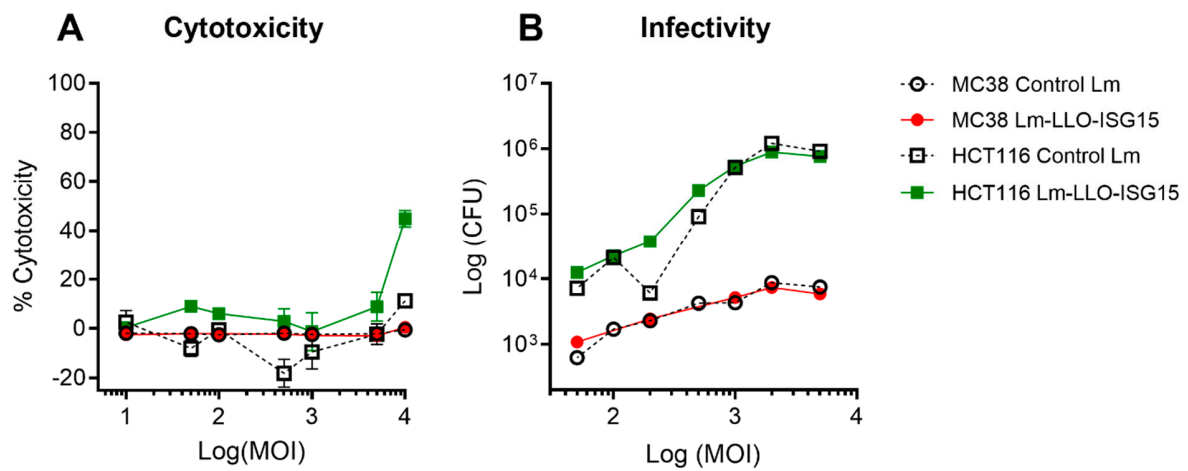 A Cytotoxicity
% Cytotoxicity
100
80
60
40
20
0
-20
1 2 3 4
Log(MOI)
B Infectivity
Log (CFU)
10⁷
10⁶
10⁵
10⁴
10³
2 3 4
Log (MOI)
MC38 Control Lm
MC38 Lm-LLO-ISG15
HCT116 Control Lm
HCT116 Lm-LLO-ISG15